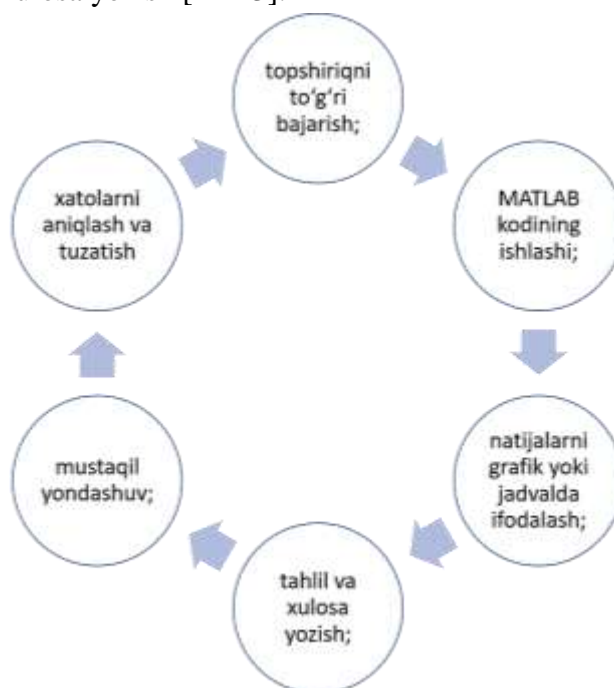 topshiriqni
to‘g‘ri
bajarish;
MATLAB
kodining
ishlashi;
natijalarni
grafik yoki
jadvalda
ifodalash;
tahlil va
xulosa yozish;
mustaqil
yondashuv;
xatolarni
aniqlash va
tuzatish